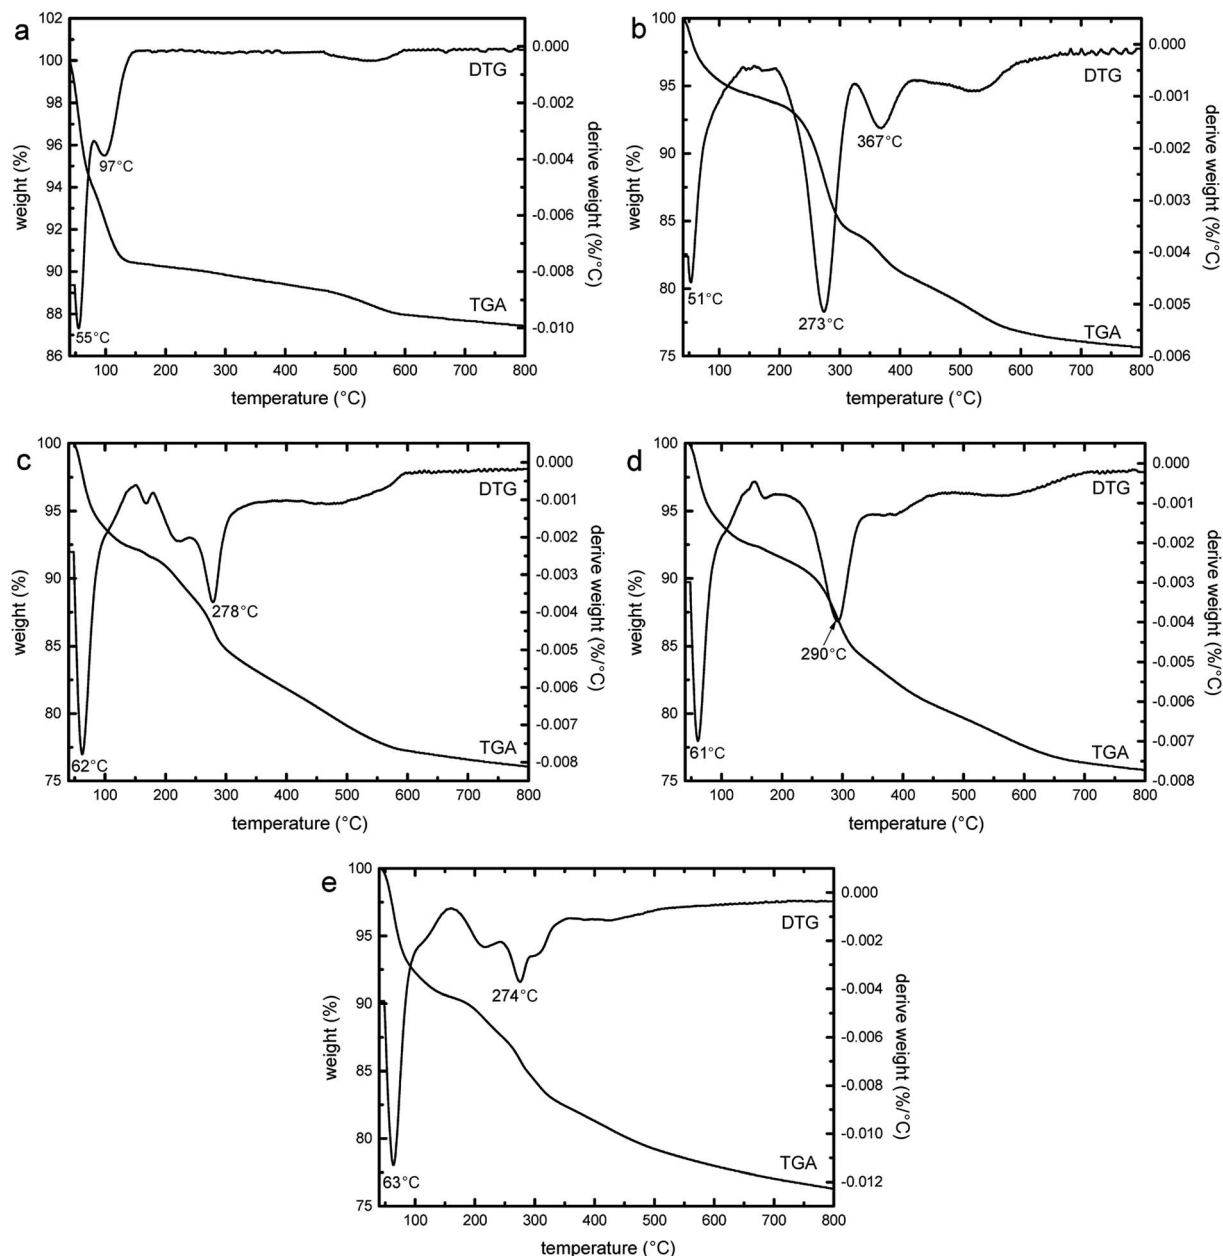 a
102
100
98
96
94
92
90
88
86
weight (%)
0.000
-0.002
-0.004
-0.006
-0.008
-0.010
derive weight (%/°C)
DTG
97°C
TGA
55°C
100 200 300 400 500 600 700 800
temperature (°C)
b
100
95
90
85
80
75
weight (%)
0.000
-0.001
-0.002
-0.003
-0.004
-0.005
-0.006
derive weight (%/°C)
DTG
367°C
51°C
273°C
TGA
100 200 300 400 500 600 700 800
temperature (°C)
c
100
95
90
85
80
75
weight (%)
0.000
-0.001
-0.002
-0.003
-0.004
-0.005
-0.006
-0.007
-0.008
derive weight (%/°C)
DTG
278°C
TGA
62°C
100 200 300 400 500 600 700 800
temperature (°C)
d
100
95
90
85
80
75
weight (%)
0.000
-0.001
-0.002
-0.003
-0.004
-0.005
-0.006
-0.007
-0.008
derive weight (%/°C)
DTG
290°C
61°C
TGA
100 200 300 400 500 600 700 800
temperature (°C)
e
100
95
90
85
80
75
weight (%)
0.000
-0.002
-0.004
-0.006
-0.008
-0.010
-0.012
derive weight (%/°C)
DTG
274°C
TGA
63°C
100 200 300 400 500 600 700 800
temperature (°C)